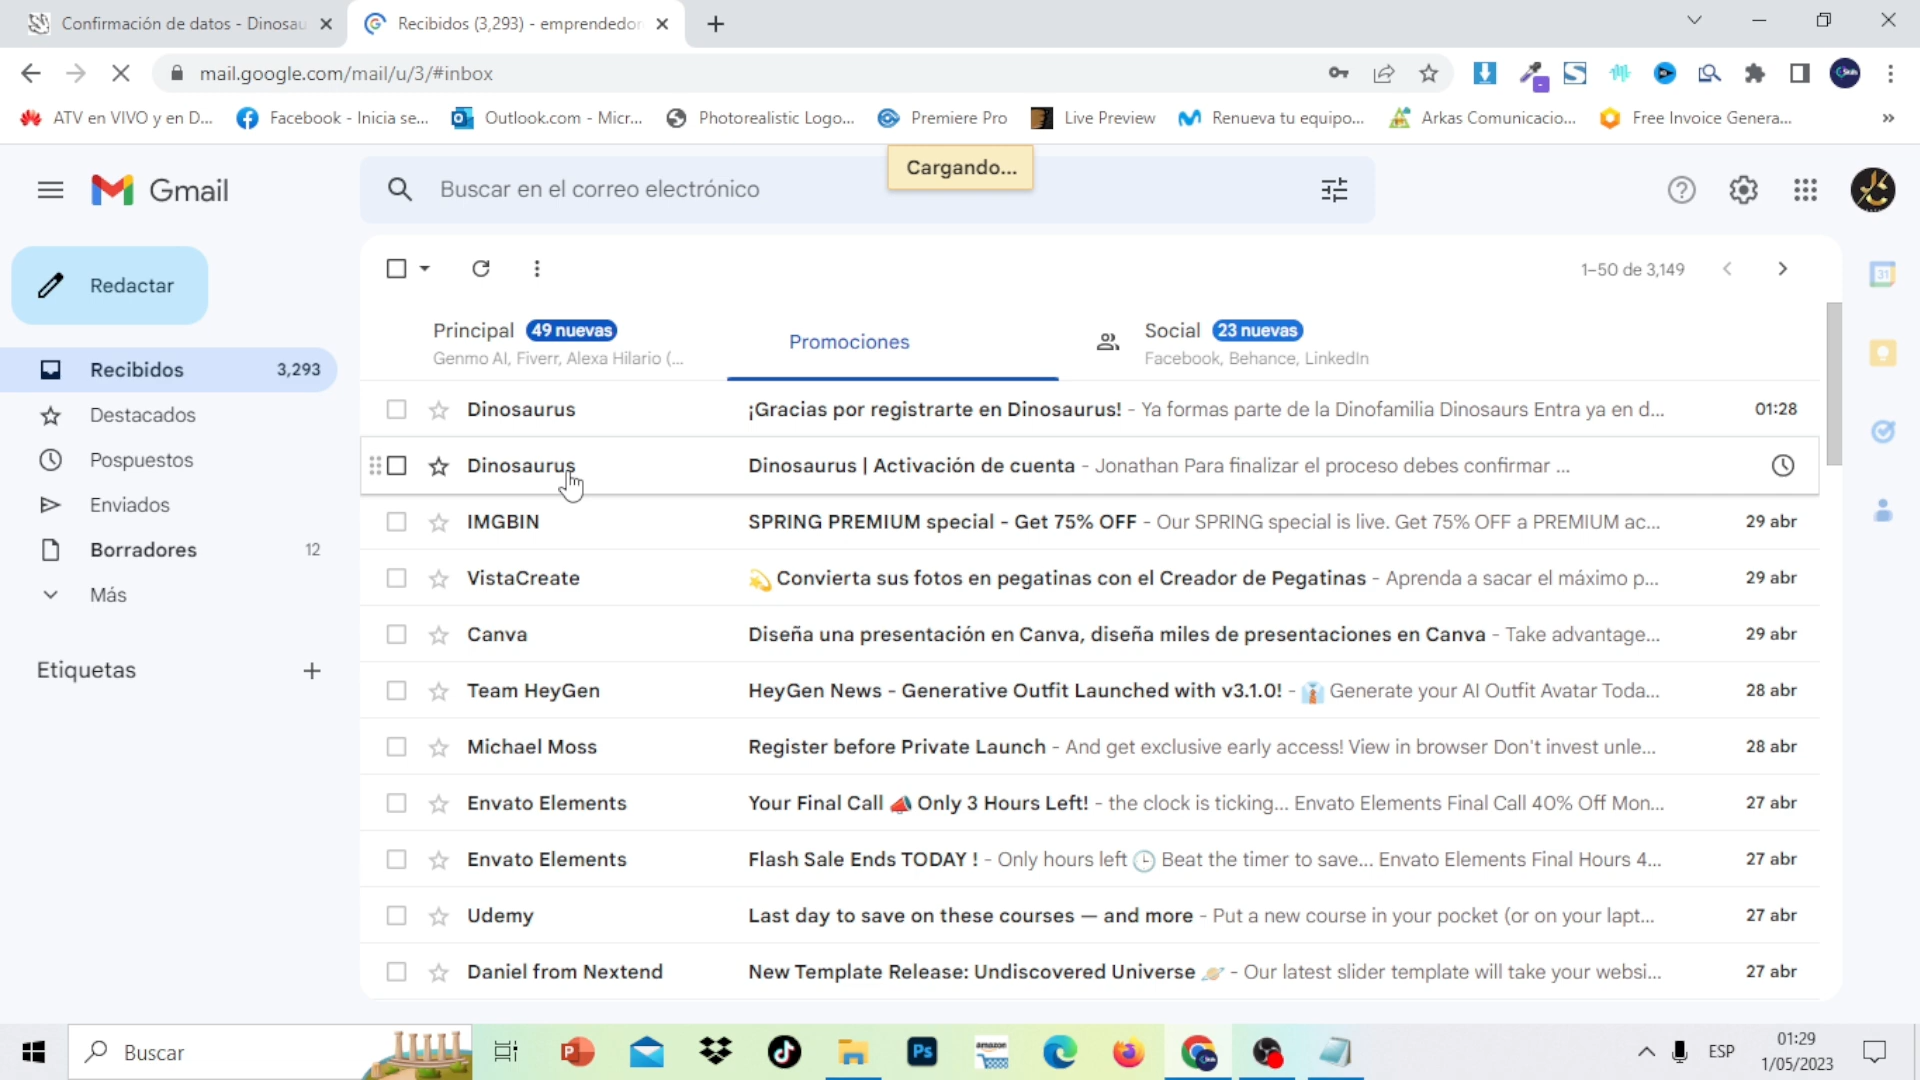 Confirmación de datos - Dinosau
Recibidos (3,293) - emprendedor
mail.google.com/mail/u/3/#inbox
ATV en VIVO y en D...
Facebook - Inicia se...
Outlook.com - Micr...
Photorealistic Logo...
Premiere Pro
Live Preview
Renueva tu equipo...
Arkas Comunicacio...
Free Invoice Genera...
Cargando...
Gmail
Buscar en el correo electrónico
Redactar
1–50 de 3,149
Principal 49 nuevas
Genmo AI, Fiverr, Alexa Hilario (...
Promociones
Social 23 nuevas
Facebook, Behance, LinkedIn
Recibidos 3,293
Destacados
Pospuestos
Enviados
Borradores 12
Más
Etiquetas
Dinosaurus ¡Gracias por registrarte en Dinosaurus! - Ya formas parte de la Dinofamilia Dinosaurs Entra ya en d... 01:28
Dinosaurus Dinosaurus | Activación de cuenta - Jonathan Para finalizar el proceso debes confirmar ...
IMGBIN SPRING PREMIUM special - Get 75% OFF - Our SPRING special is live. Get 75% OFF a PREMIUM ac... 29 abr
VistaCreate 💫 Convierta sus fotos en pegatinas con el Creador de Pegatinas - Aprenda a sacar el máximo p... 29 abr
Canva Diseña una presentación en Canva, diseña miles de presentaciones en Canva - Take advantage... 29 abr
Team HeyGen HeyGen News - Generative Outfit Launched with v3.1.0! - 👔 Generate your AI Outfit Avatar Toda... 28 abr
Michael Moss Register before Private Launch - And get exclusive early access! View in browser Don't invest unle... 28 abr
Envato Elements Your Final Call 📣 Only 3 Hours Left! - the clock is ticking... Envato Elements Final Call 40% Off Mon... 27 abr
Envato Elements Flash Sale Ends TODAY ! - Only hours left 🕒 Beat the timer to save... Envato Elements Final Hours 4... 27 abr
Udemy Last day to save on these courses — and more - Put a new course in your pocket (or on your lapt... 27 abr
Daniel from Nextend New Template Release: Undiscovered Universe 🪐 - Our latest slider template will take your websi... 27 abr
31
Buscar
Ps
amazon
ESP
01:29
1/05/2023